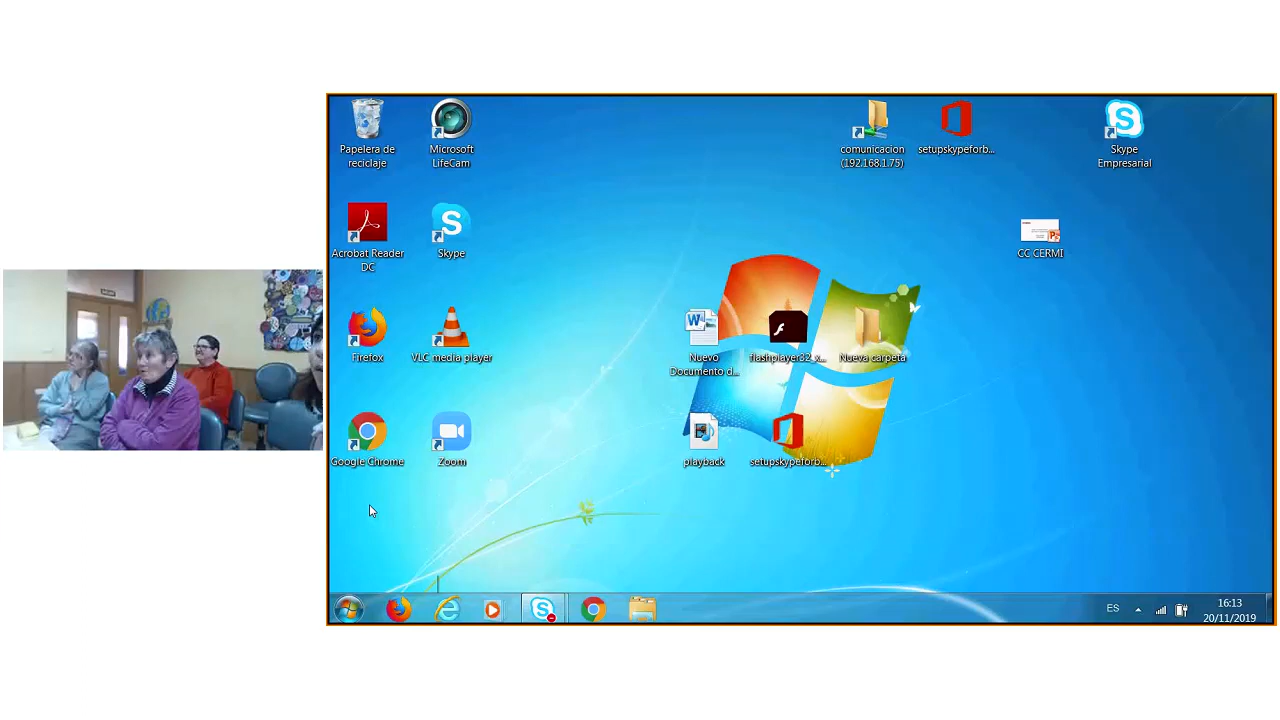 Papelera de
reciclaje
Microsoft
LifeCam
comunicacion
(192.168.1.75)
setupskypeforb...
Skype
Empresarial
Acrobat Reader
DC
Skype
CC CERMI
Firefox
VLC media player
Nuevo
Documento d...
flashplayer32_x...
Nueva carpeta
Google Chrome
Zoom
playback
setupskypeforb...
ES
16:13
20/11/2019